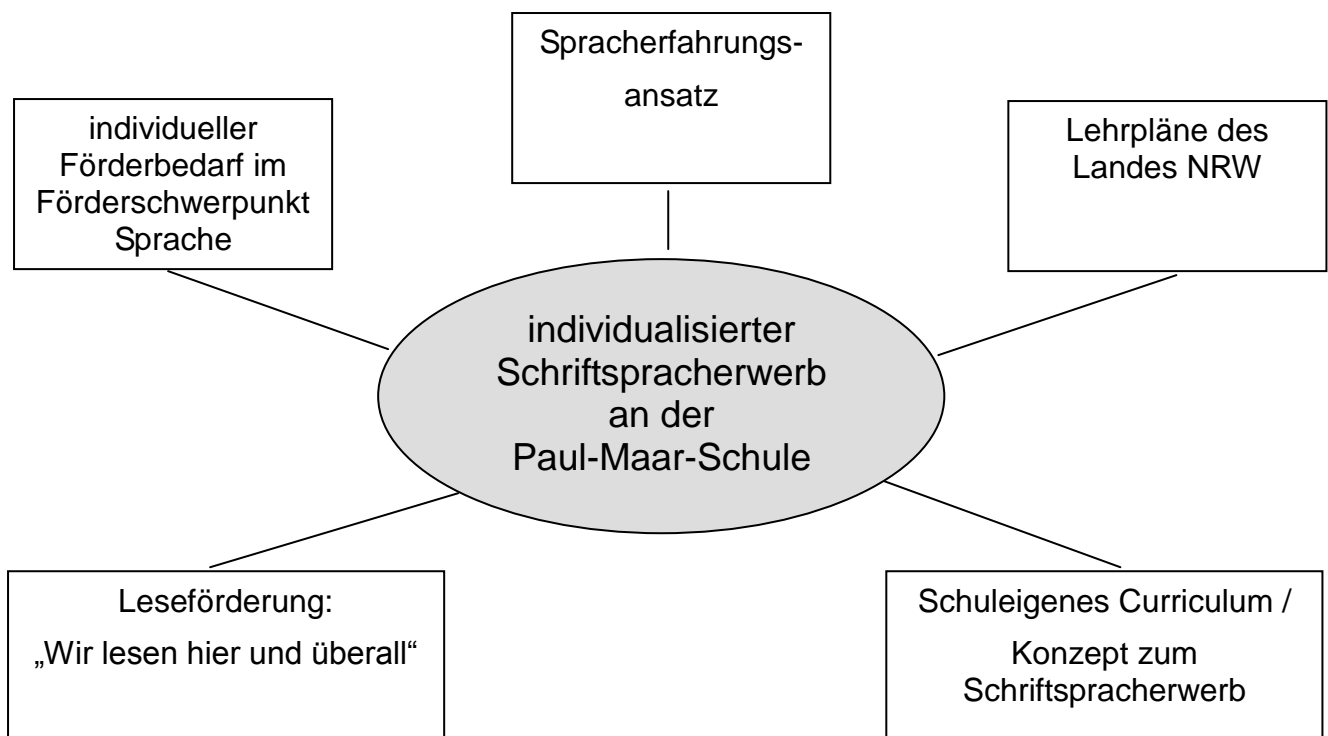 Spracherfahrungs-
ansatz
individueller
Förderbedarf im
Förderschwerpunkt
Sprache
Lehrpläne des
Landes NRW
individualisierter
Schriftspracherwerb
an der
Paul-Maar-Schule
Leseförderung:
„Wir lesen hier und überall“
Schuleigenes Curriculum /
Konzept zum
Schriftspracherwerb